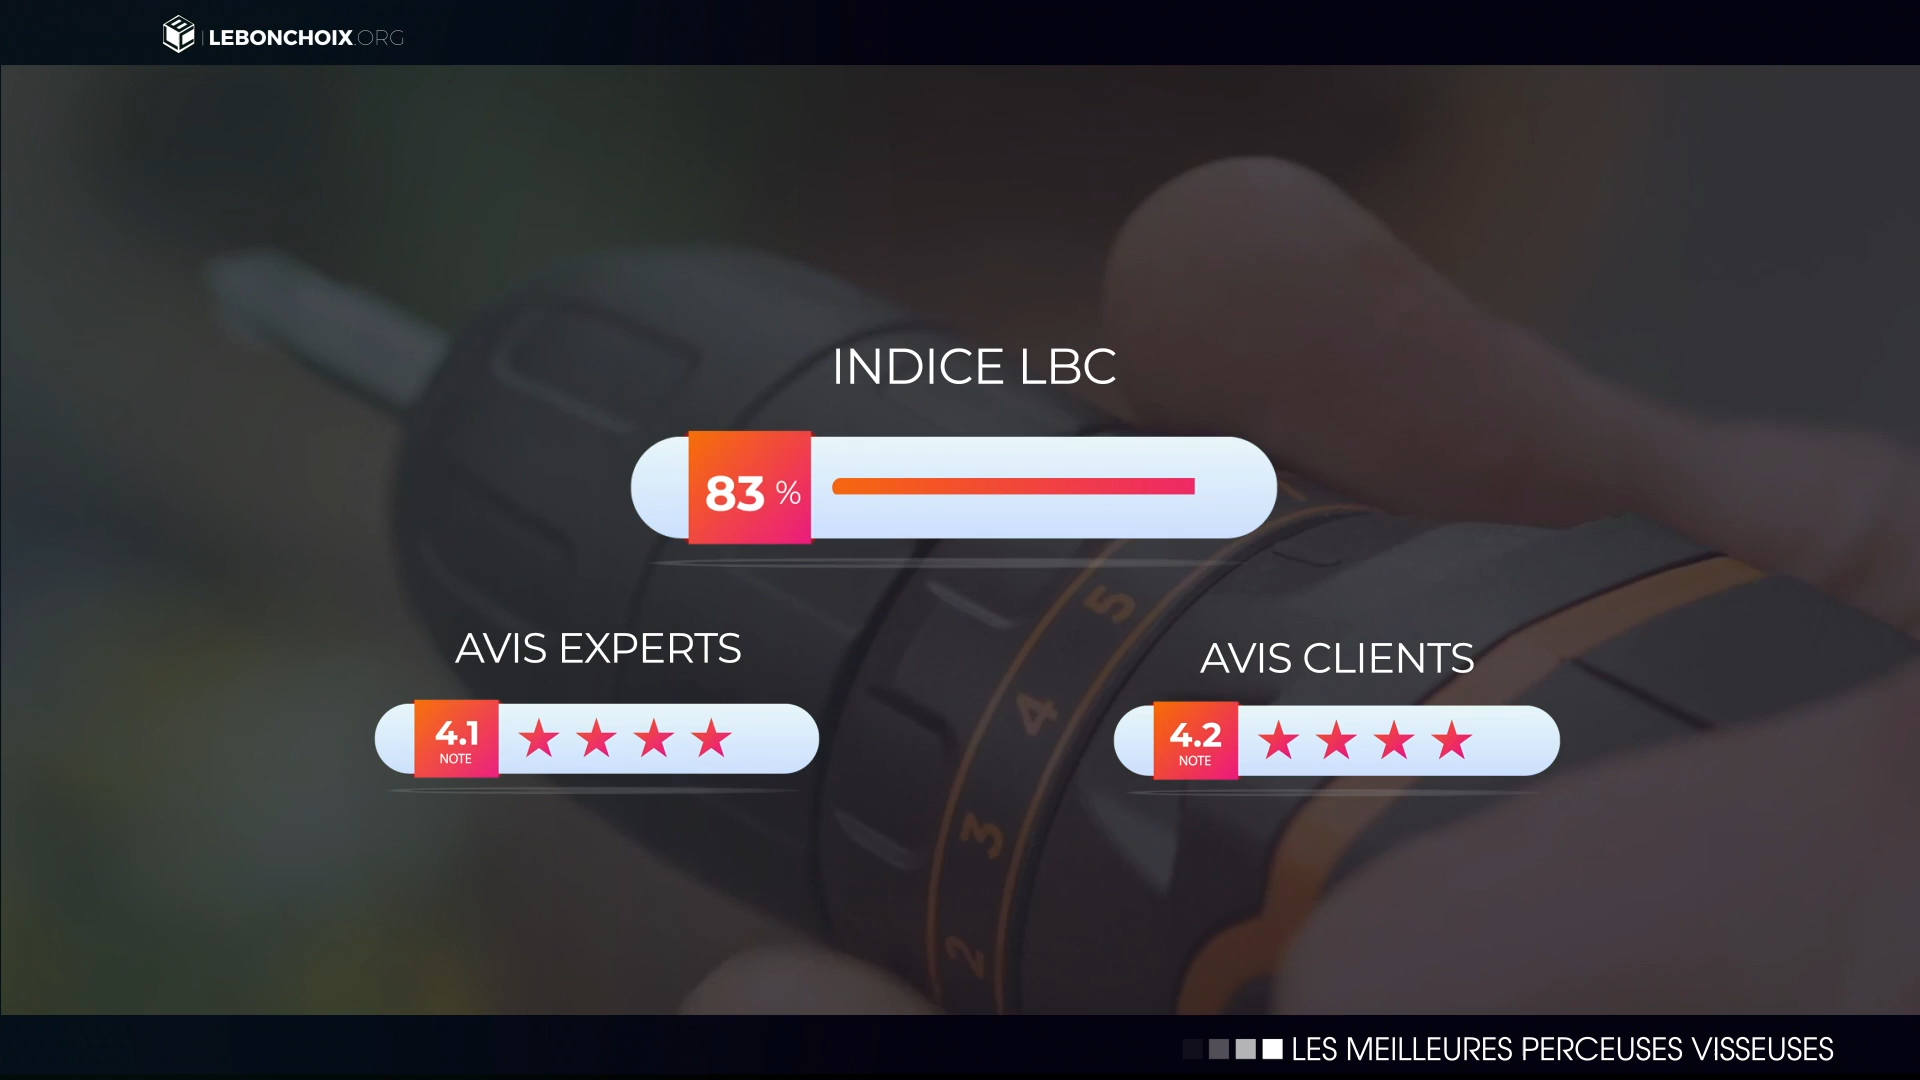 LEBONCHOIX.ORG
INDICE LBC
83 %
AVIS EXPERTS
4.1
NOTE
AVIS CLIENTS
4.2
NOTE
5
4
3
2
LES MEILLEURES PERCEUSES VISSEUSES